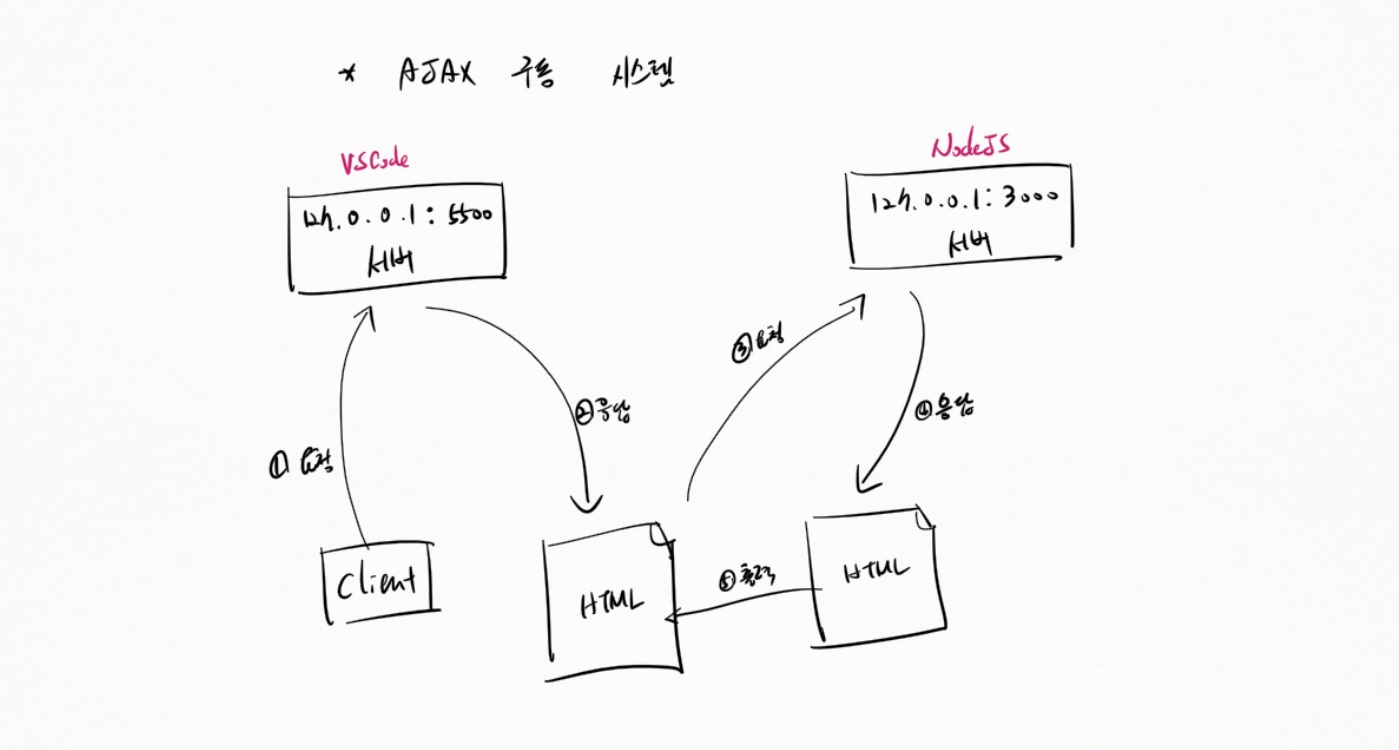 * AJAX 구동 시스템
VSCode
127.0.0.1 : 5500
서버
NodeJS
127.0.0.1 : 3000
서버
① 요청
② 응답
③ 요청
④ 응답
Client
HTML
⑤ 출력
HTML